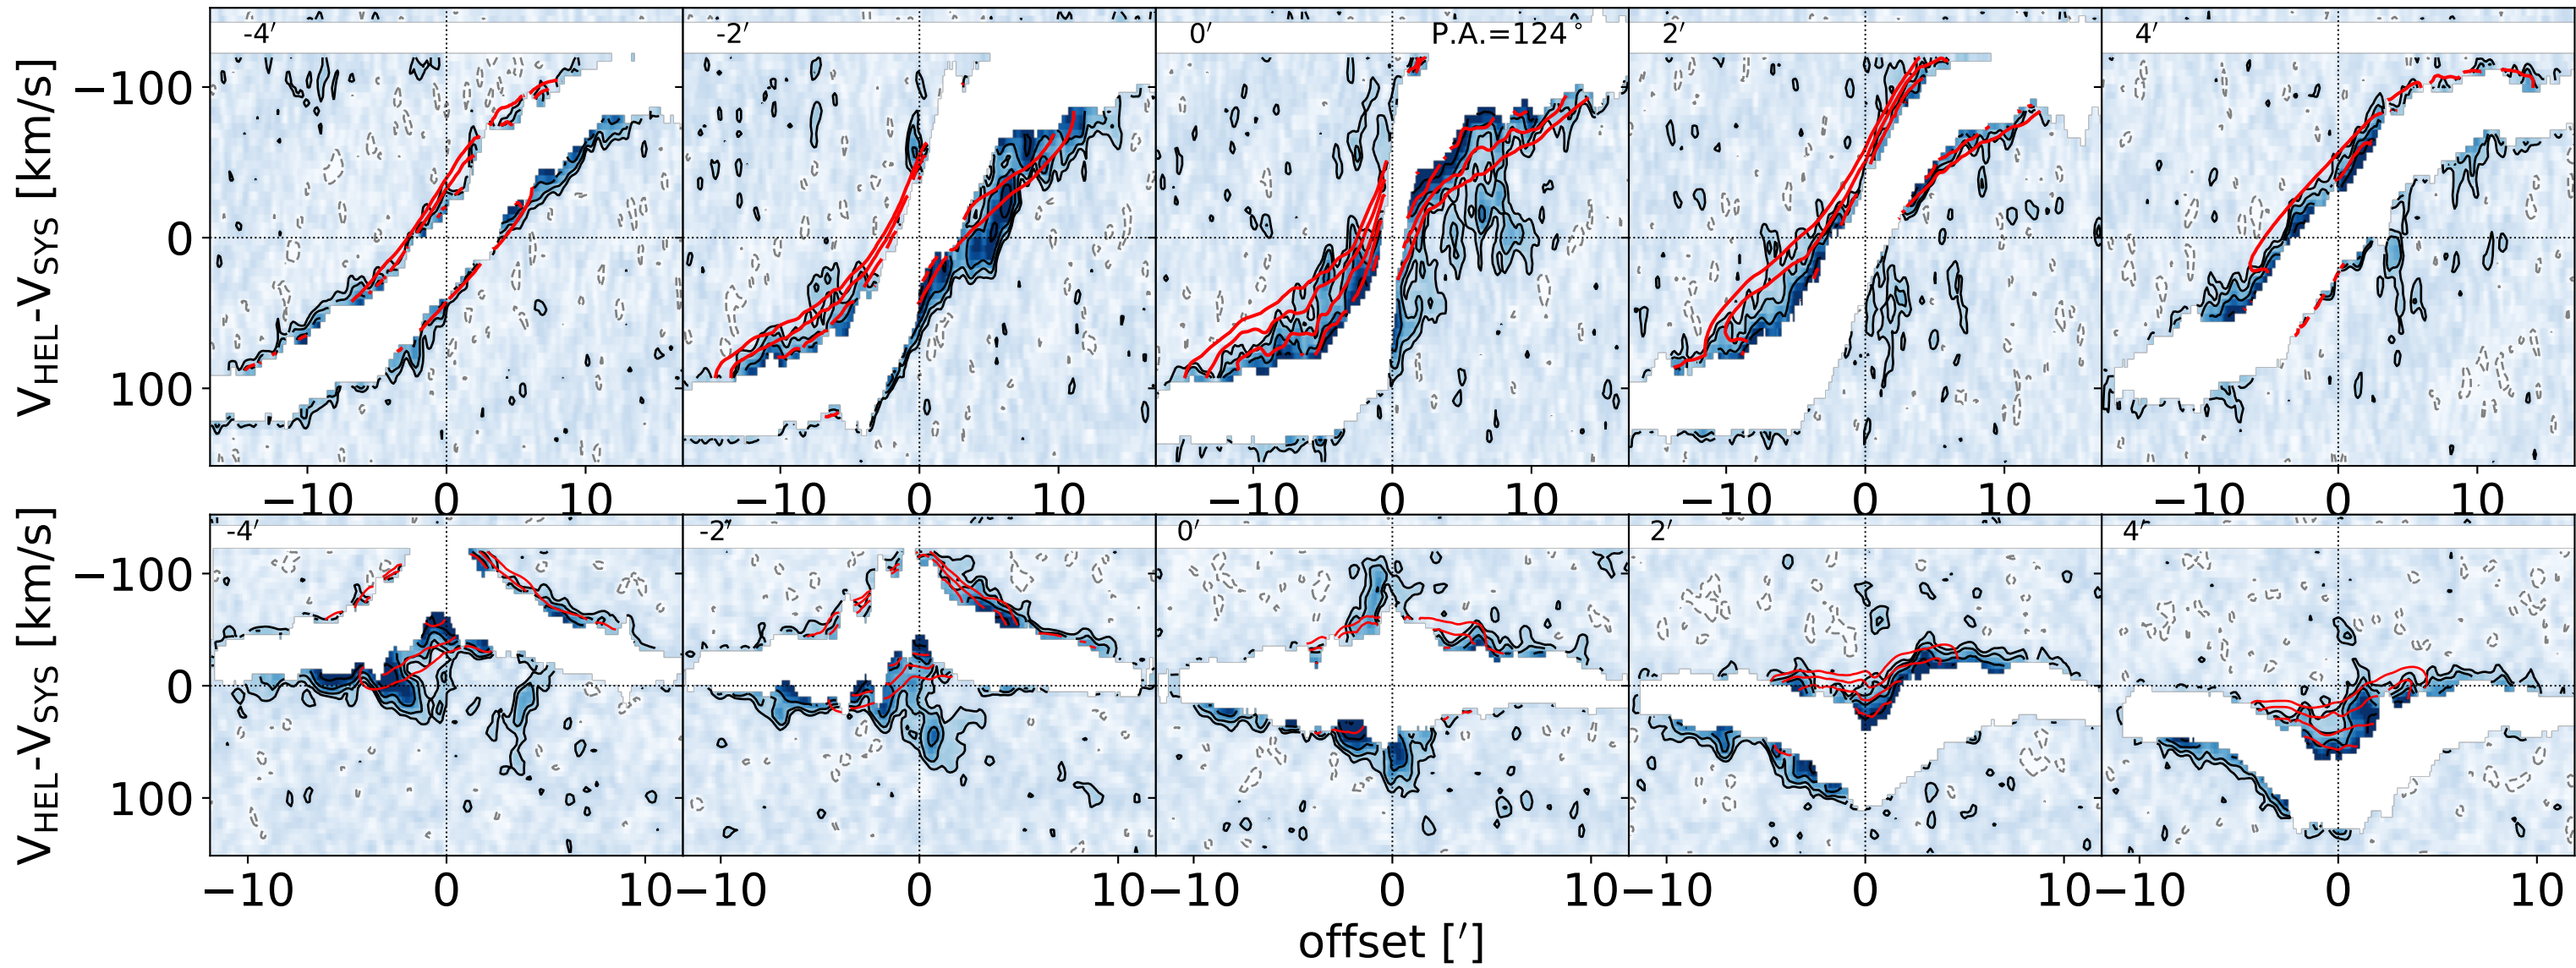 -4′ -2′ 0′ P.A.=124° 2′ 4′
V_HEL-V_SYS [km/s]
−100
0
100
−10 0 10 −10 0 10 −10 0 10 −10 0 10 −10 0 10
-4′ -2′ 0′ 2′ 4′
V_HEL-V_SYS [km/s]
−100
0
100
−10 0 10 −10 0 10 −10 0 10 −10 0 10 −10 0 10
offset [′]